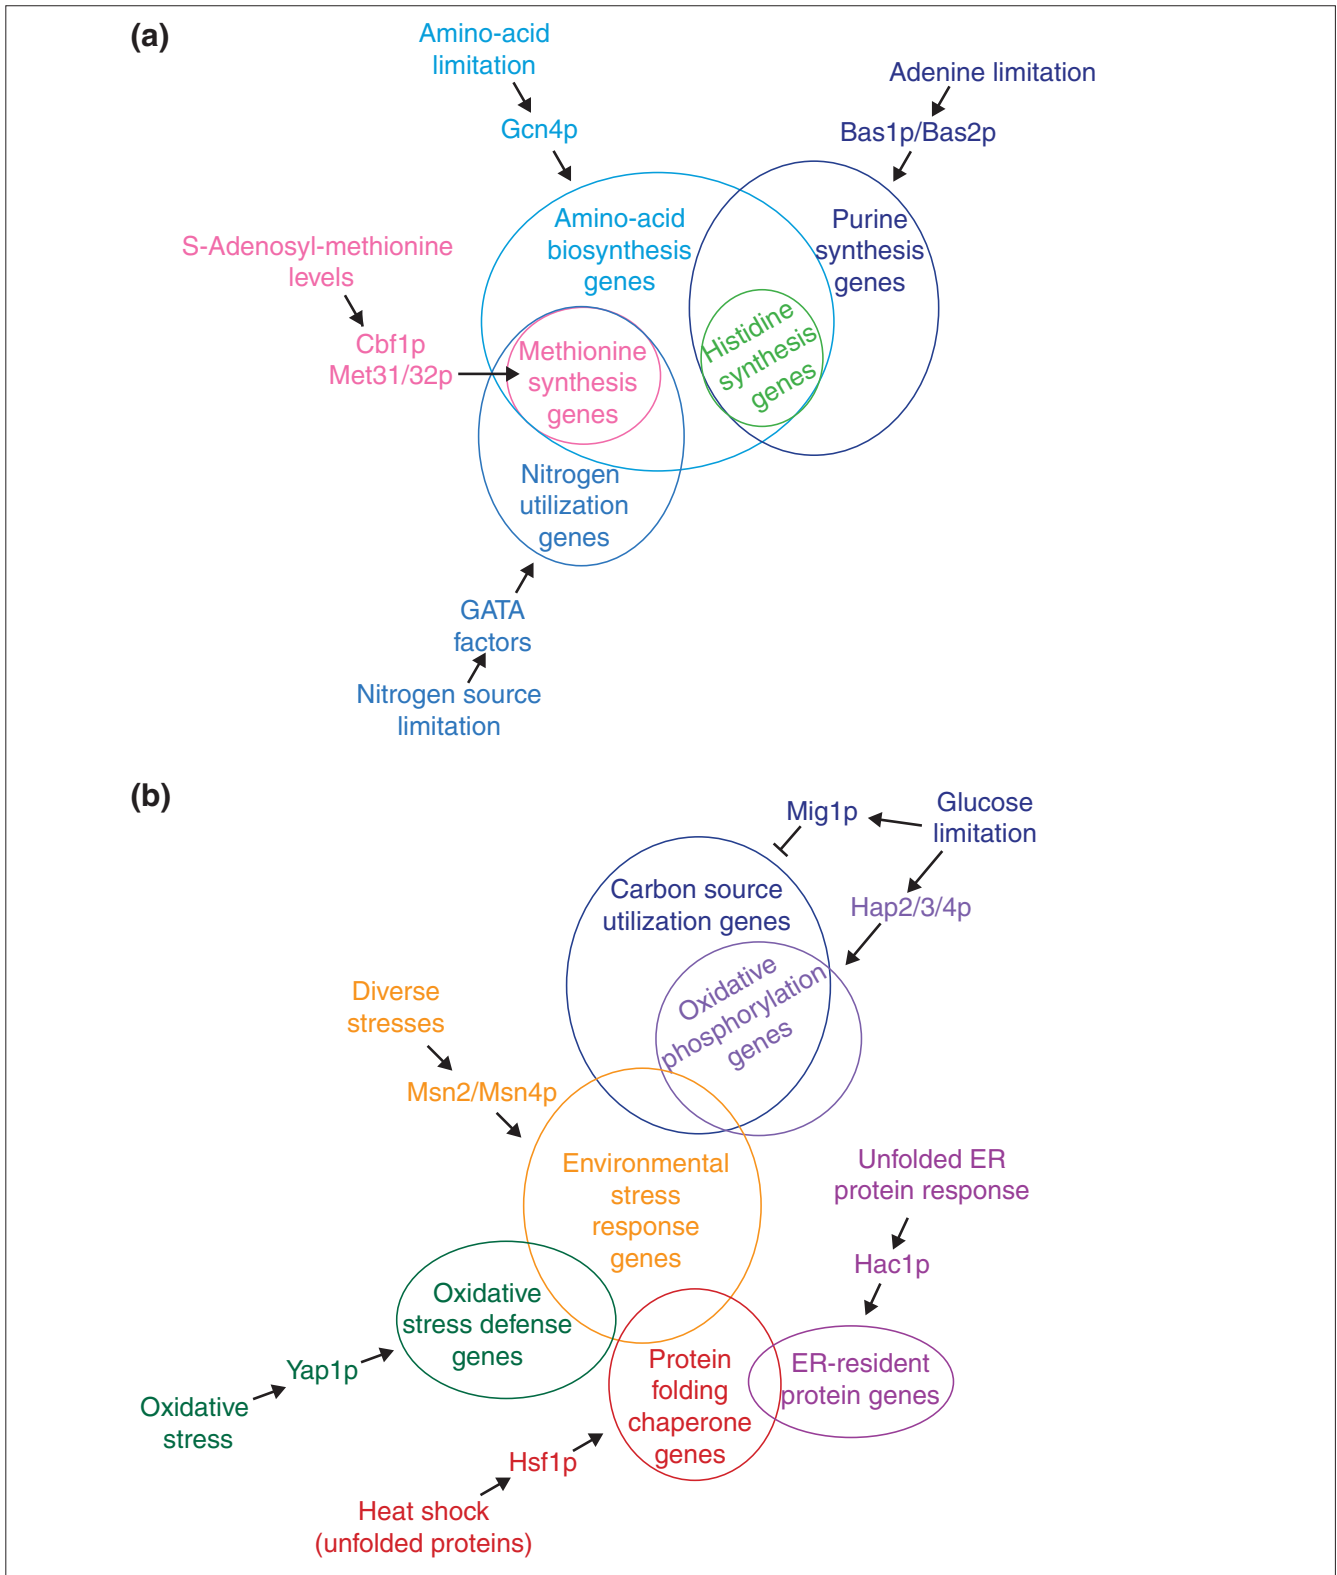 (a)
Amino-acid
limitation
Gcn4p
Adenine limitation
Bas1p/Bas2p
Amino-acid
biosynthesis
genes
Purine
synthesis
genes
S-Adenosyl-methionine
levels
Cbf1p
Met31/32p
Methionine
synthesis
genes
Histidine
synthesis
genes
Nitrogen
utilization
genes
GATA
factors
Nitrogen source
limitation
(b)
Mig1p
Glucose
limitation
Hap2/3/4p
Carbon source
utilization genes
Oxidative
phosphorylation
genes
Diverse
stresses
Msn2/Msn4p
Environmental
stress
response
genes
Unfolded ER
protein response
Hac1p
ER-resident
protein genes
Oxidative
stress defense
genes
Yap1p
Oxidative
stress
Protein
folding
chaperone
genes
Hsf1p
Heat shock
(unfolded proteins)